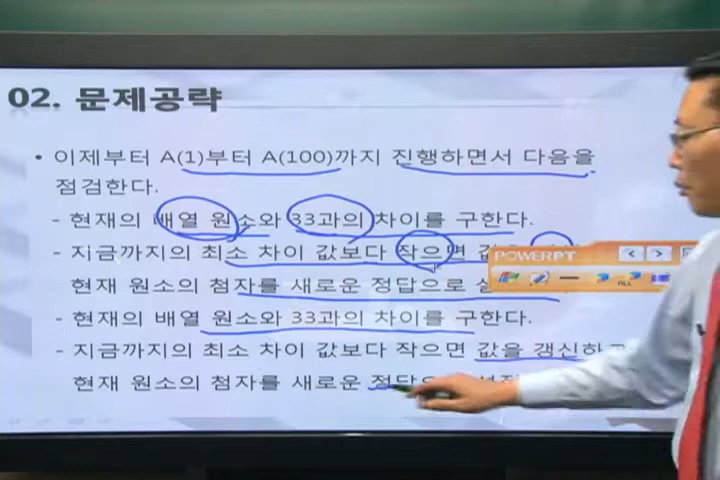 02. 문제공략
• 이제부터 A(1)부터 A(100)까지 진행하면서 다음을
점검한다.
- 현재의 배열 원소와 33과의 차이를 구한다.
- 지금까지의 최소 차이 값보다 작으면
현재 원소의 첨자를 새로운 정답으로
- 현재의 배열 원소와 33과의 차이를 구한다.
- 지금까지의 최소 차이 값보다 작으면 값을 갱신하고
현재 원소의 첨자를 새로운
POWERPT